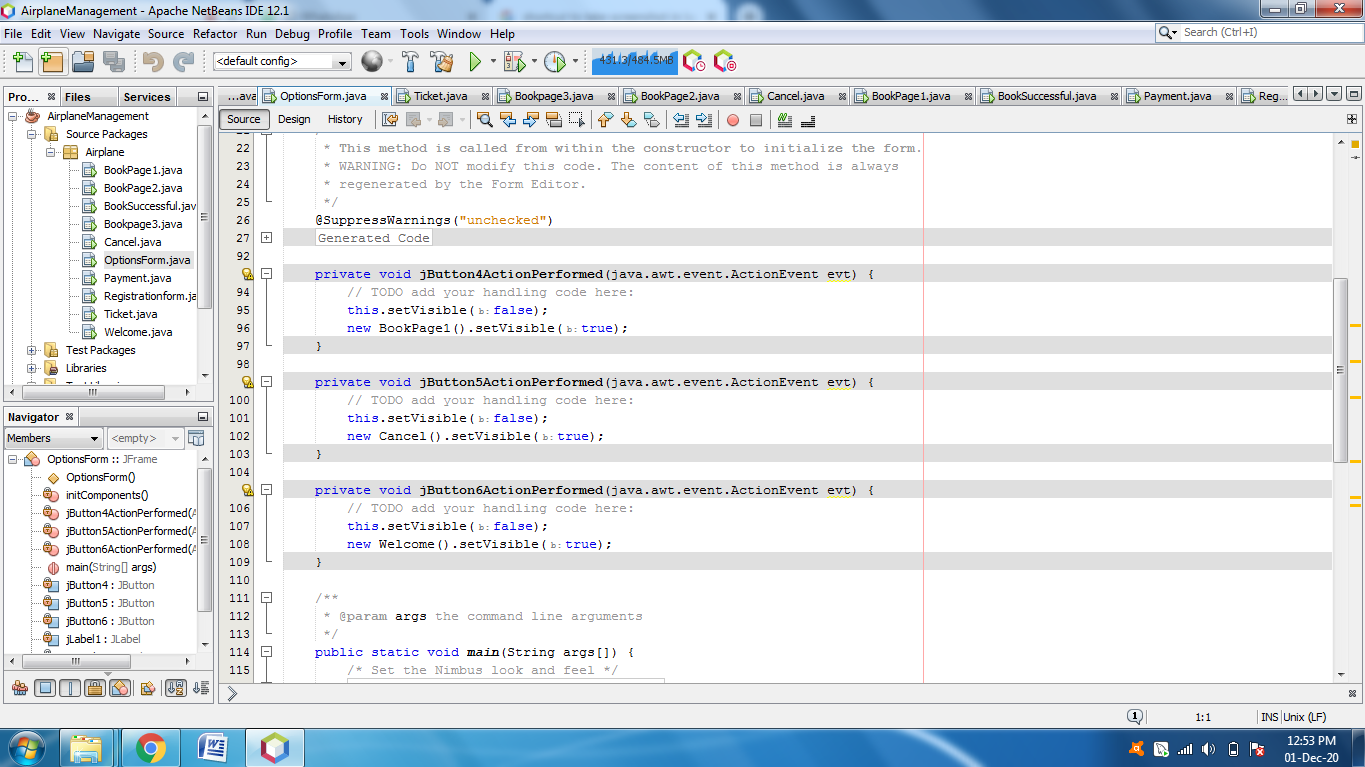 AirplaneManagement - Apache NetBeans IDE 12.1
File Edit View Navigate Source Refactor Run Debug Profile Team Tools Window Help
Search (Ctrl+I)
<default config>
431.3/484.5MB
Pro... Files Services
AirplaneManagement
Source Packages
Airplane
BookPage1.java
BookPage2.java
BookSuccessful.jav
Bookpage3.java
Cancel.java
OptionsForm.java
Payment.java
Registrationform.ja
Ticket.java
Welcome.java
Test Packages
Libraries
Navigator
Members <empty>
OptionsForm :: JFrame
OptionsForm()
initComponents()
jButton4ActionPerformed(A
jButton5ActionPerformed(A
jButton6ActionPerformed(A
main(String[] args)
jButton4 : JButton
jButton5 : JButton
jButton6 : JButton
jLabel1 : JLabel
...ava OptionsForm.java Ticket.java Bookpage3.java BookPage2.java Cancel.java BookPage1.java BookSuccessful.java Payment.java Reg...
Source Design History
22 * This method is called from within the constructor to initialize the form.
23 * WARNING: Do NOT modify this code. The content of this method is always
24 * regenerated by the Form Editor.
25 */
26 @SuppressWarnings("unchecked")
27 Generated Code
92
private void jButton4ActionPerformed(java.awt.event.ActionEvent evt) {
94 // TODO add your handling code here:
95 this.setVisible(b:false);
96 new BookPage1().setVisible(b:true);
97 }
98
private void jButton5ActionPerformed(java.awt.event.ActionEvent evt) {
100 // TODO add your handling code here:
101 this.setVisible(b:false);
102 new Cancel().setVisible(b:true);
103 }
104
private void jButton6ActionPerformed(java.awt.event.ActionEvent evt) {
106 // TODO add your handling code here:
107 this.setVisible(b:false);
108 new Welcome().setVisible(b:true);
109 }
110
111 /**
112 * @param args the command line arguments
113 */
114 public static void main(String args[]) {
115 /* Set the Nimbus look and feel */
1 1:1 INS Unix (LF)
12:53 PM
01-Dec-20